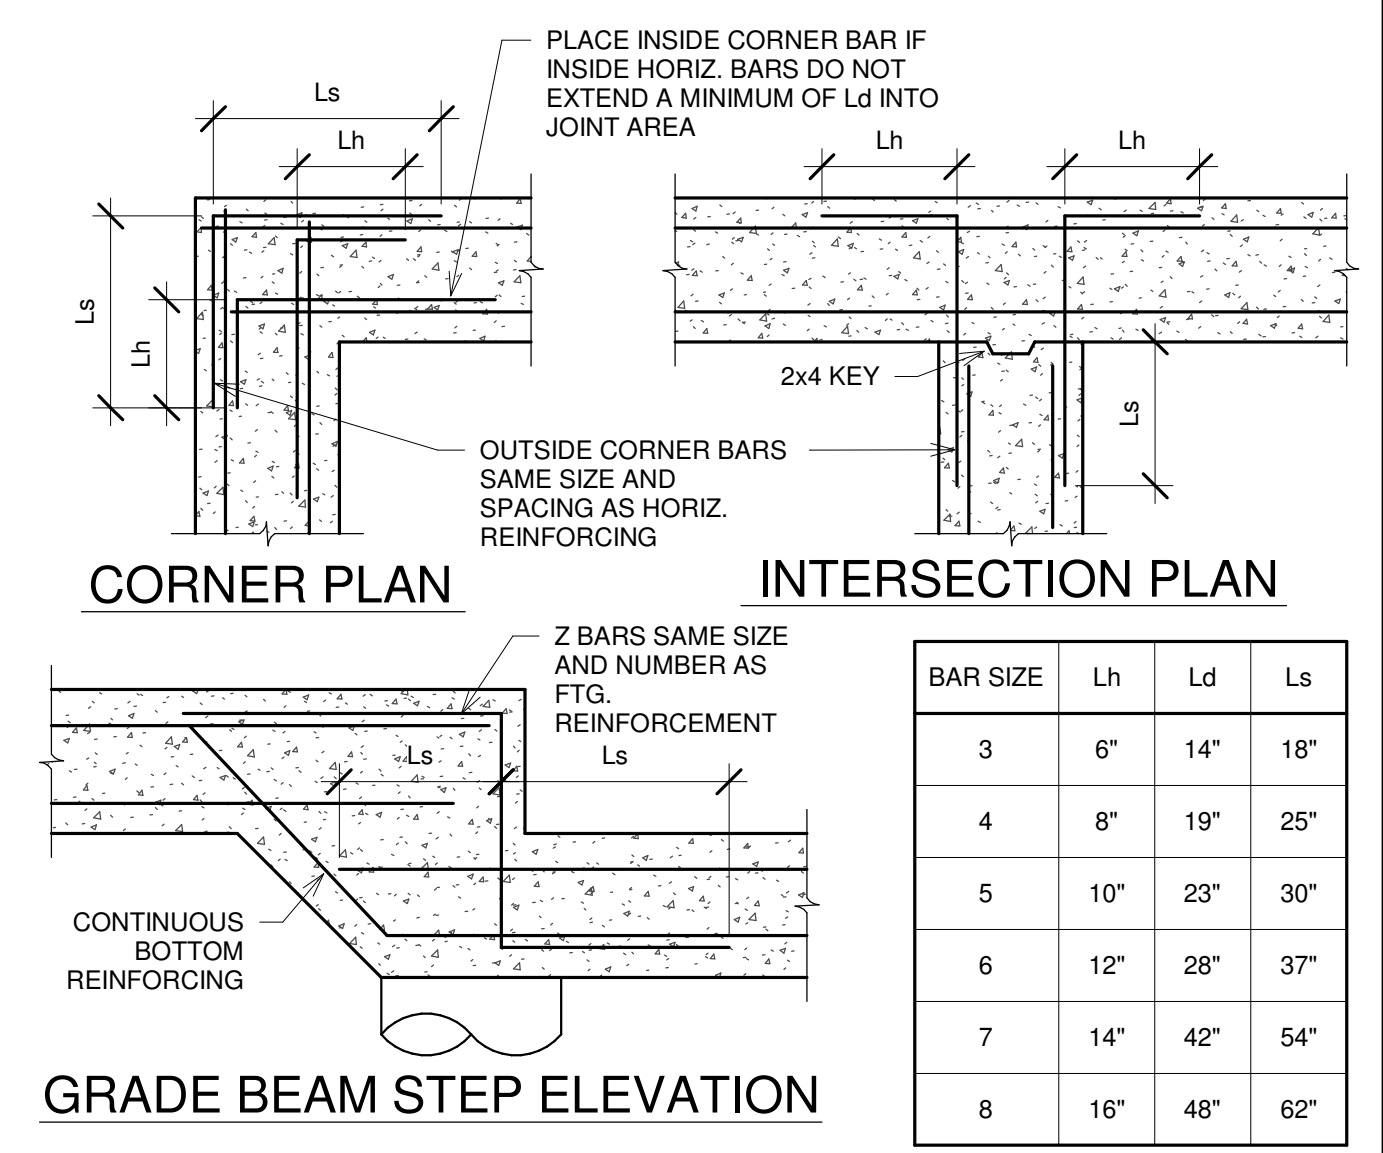 PLACE INSIDE CORNER BAR IF
INSIDE HORIZ. BARS DO NOT
EXTEND A MINIMUM OF Ld INTO
JOINT AREA
Ls
Lh
Ls
Lh
Lh
Lh
2x4 KEY
Ls
OUTSIDE CORNER BARS
SAME SIZE AND
SPACING AS HORIZ.
REINFORCING
CORNER PLAN
INTERSECTION PLAN
Z BARS SAME SIZE
AND NUMBER AS
FTG.
REINFORCEMENT
Ls
Ls
CONTINUOUS
BOTTOM
REINFORCING
GRADE BEAM STEP ELEVATION
BAR SIZE Lh Ld Ls
3 6" 14" 18"
4 8" 19" 25"
5 10" 23" 30"
6 12" 28" 37"
7 14" 42" 54"
8 16" 48" 62"